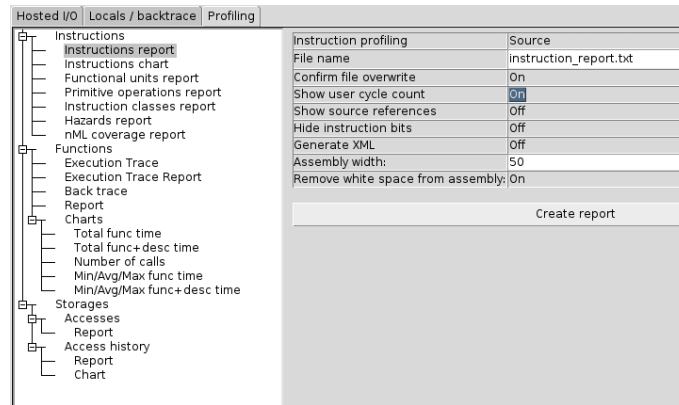 Hosted I/O Locals / backtrace Profiling
Instructions
Instructions report
Instructions chart
Functional units report
Primitive operations report
Instruction classes report
Hazards report
nML coverage report
Functions
Execution Trace
Execution Trace Report
Back trace
Report
Charts
Total func time
Total func+desc time
Number of calls
Min/Avg/Max func time
Min/Avg/Max func+desc time
Storages
Accesses
Report
Access history
Report
Chart
Instruction profiling Source
File name instruction_report.txt
Confirm file overwrite On
Show user cycle count On
Show source references Off
Hide instruction bits Off
Generate XML Off
Assembly width: 50
Remove white space from assembly: On
Create report